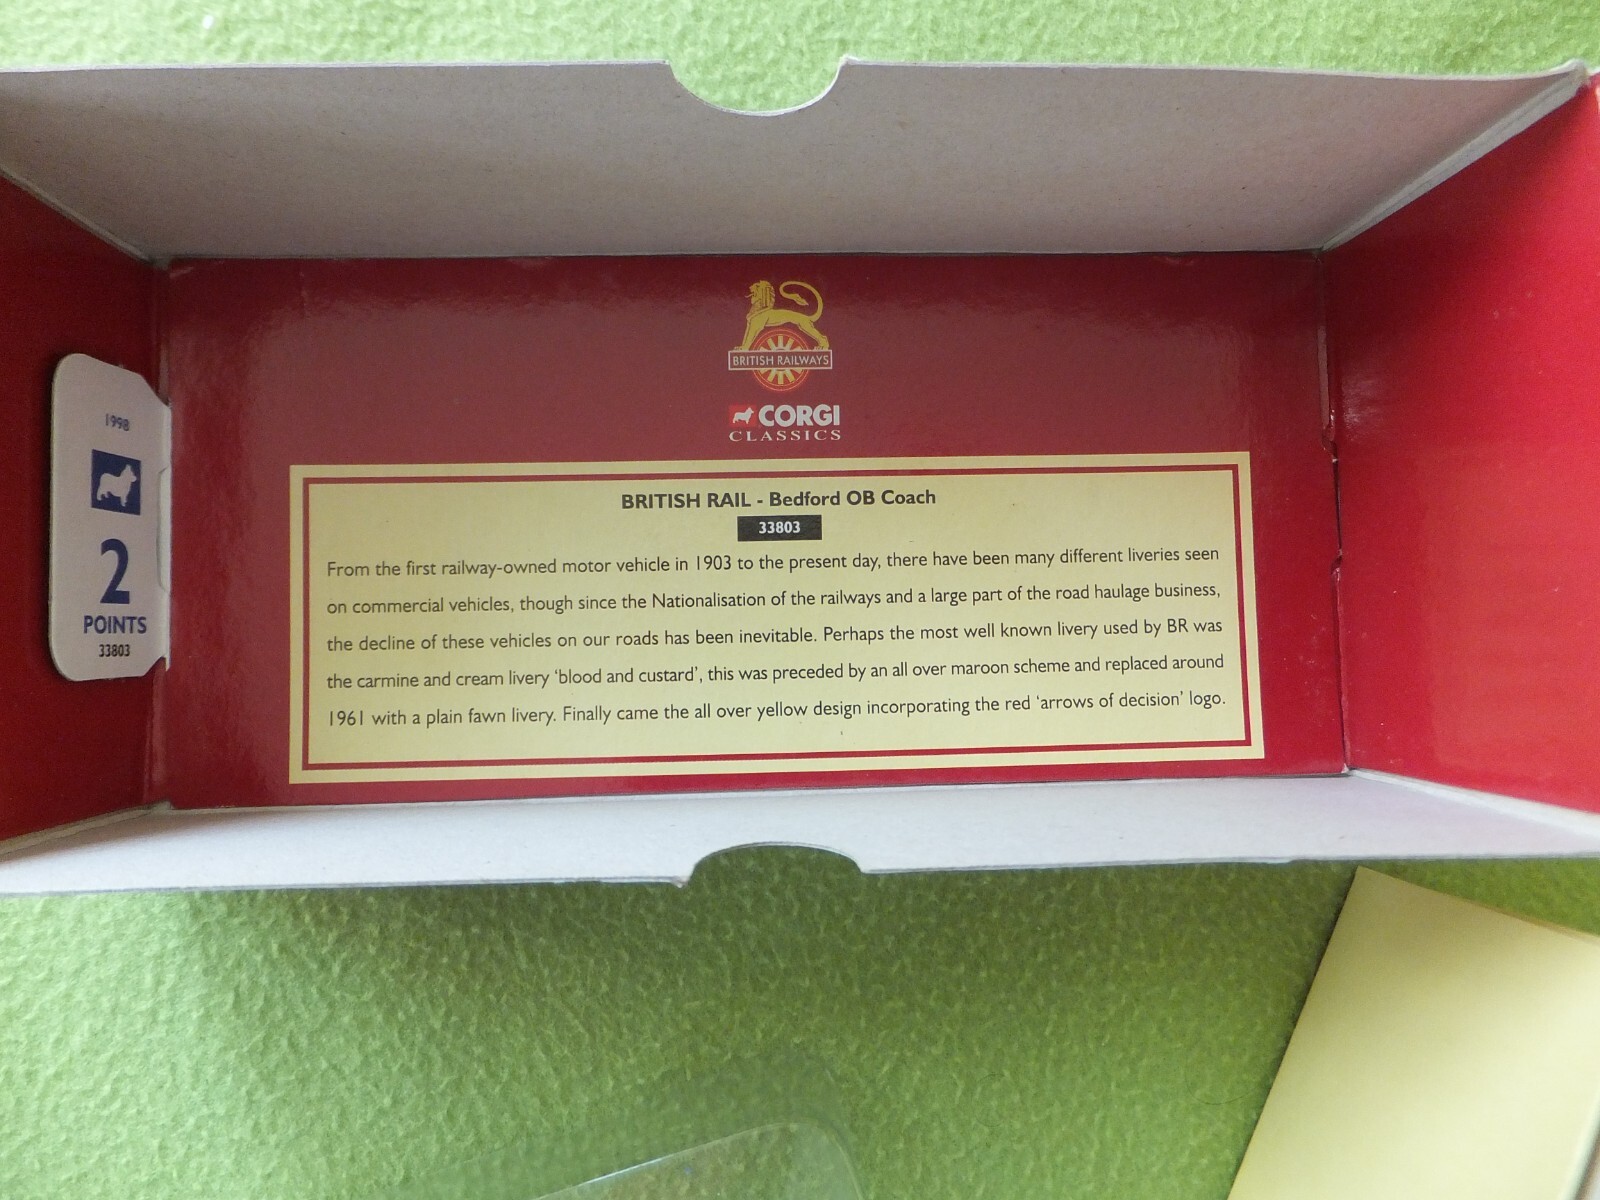 BRITISH RAILWAYS
CORGI
CLASSICS
1998
2
POINTS
33803
BRITISH RAIL - Bedford OB Coach
33803
From the first railway-owned motor vehicle in 1903 to the present day, there have been many different liveries seen
on commercial vehicles, though since the Nationalisation of the railways and a large part of the road haulage business,
the decline of these vehicles on our roads has been inevitable. Perhaps the most well known livery used by BR was
the carmine and cream livery ‘blood and custard’, this was preceded by an all over maroon scheme and replaced around
1961 with a plain fawn livery. Finally came the all over yellow design incorporating the red ‘arrows of decision’ logo.